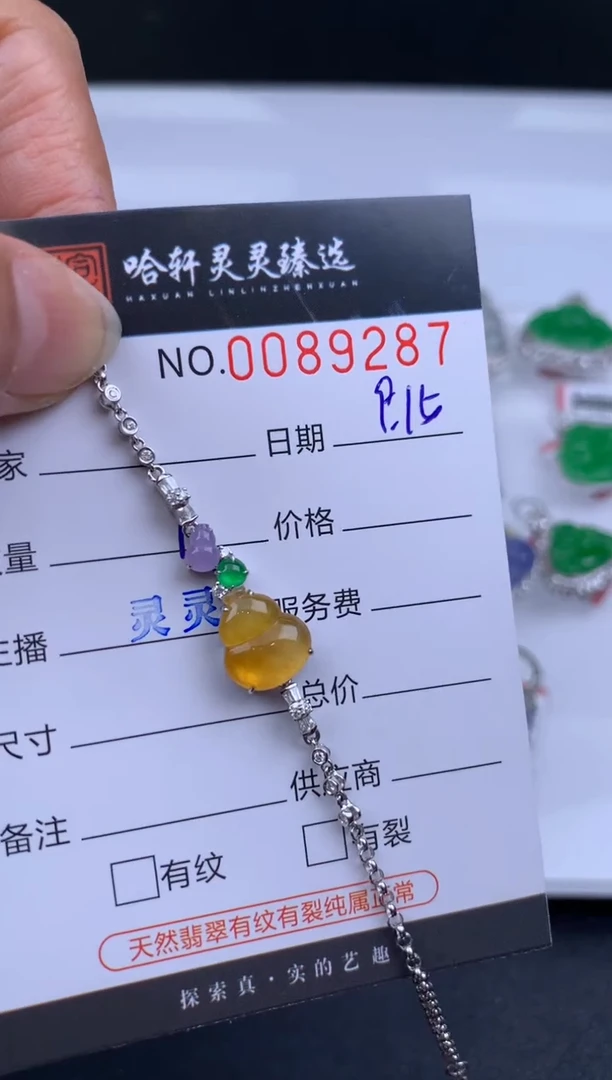 哈轩灵灵臻选
HAXUAN LINLINZHENXUAN
NO.0089287
家 日期 P.15
量 价格
主播 灵灵 服务费
尺寸 总价
备注 供应商
有纹 有裂
天然翡翠有纹有裂纯属正常
探索真·实的艺趣